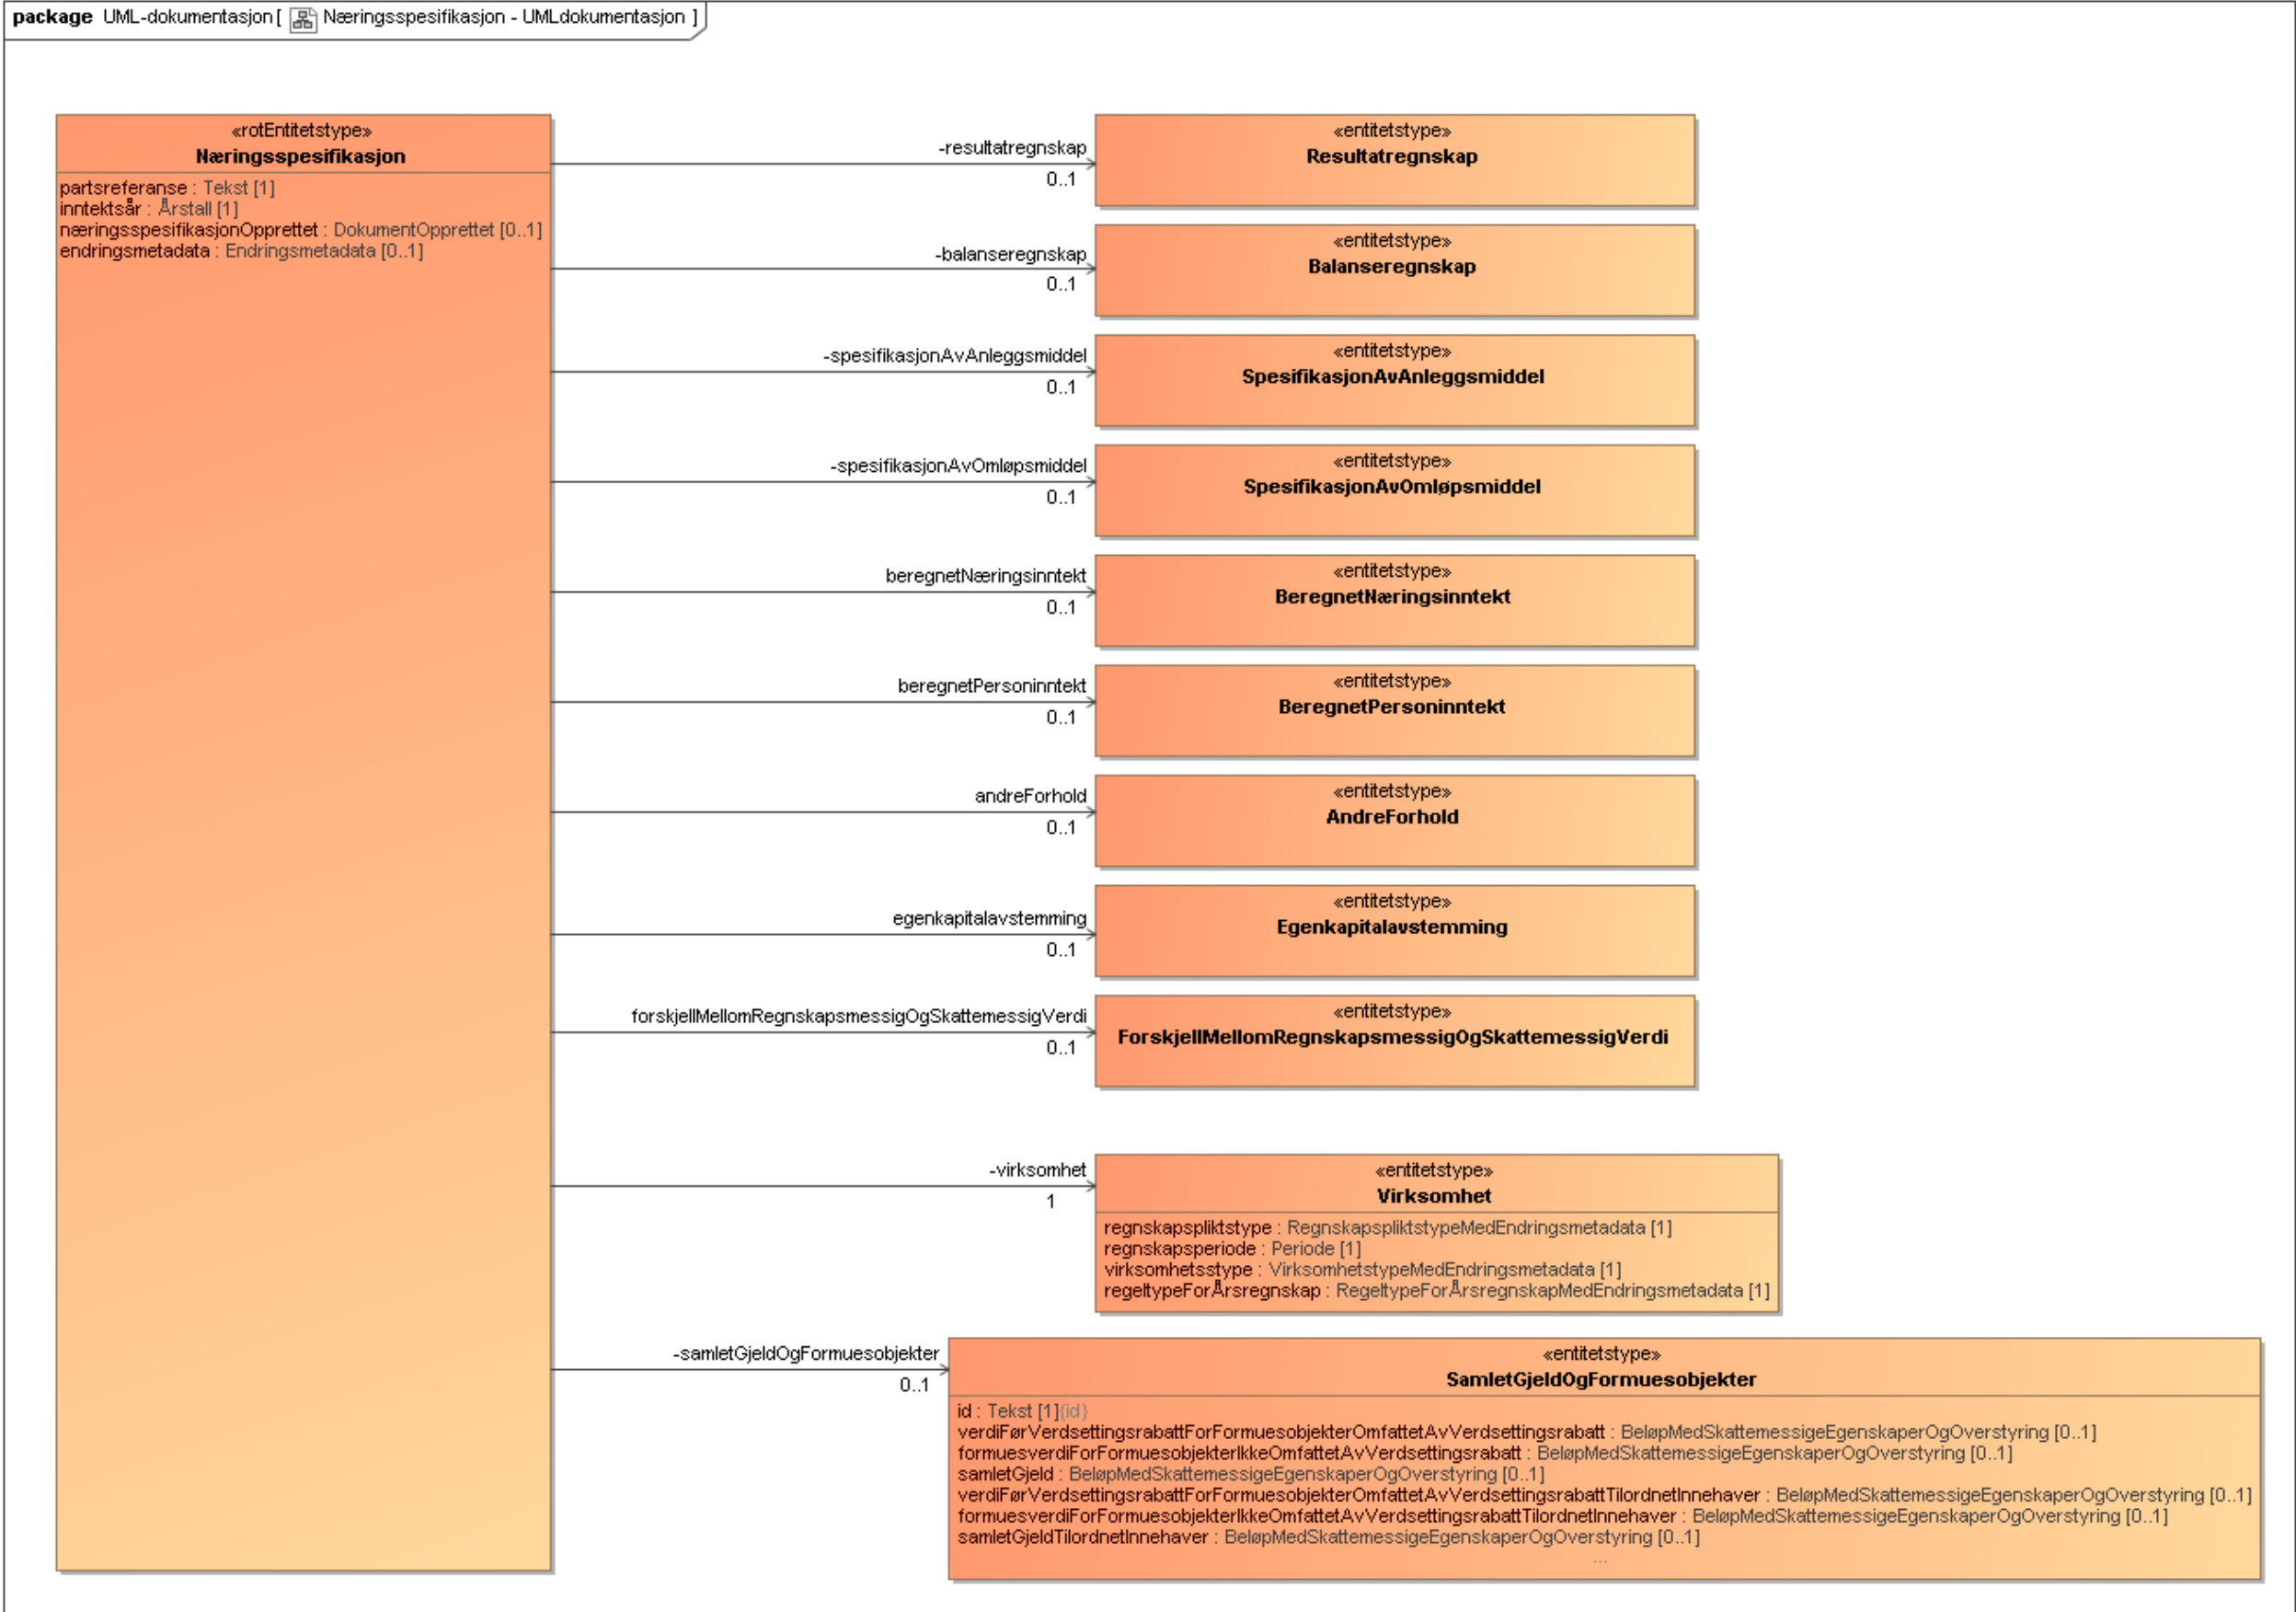 package UML-dokumentasjon[ Næringsspesifikasjon - UMLdokumentasjon ]
«rotEntitetstype»
Næringsspesifikasjon
partsreferanse : Tekst [1]
inntektsår : Årstall [1]
næringsspesifikasjonOpprettet : DokumentOpprettet [0..1]
endringsmetadata : Endringsmetadata [0..1]
-resultatregnskap
0..1
«entitetstype»
Resultatregnskap
-balanseregnskap
0..1
«entitetstype»
Balanseregnskap
-spesifikasjonAvAnleggsmiddel
0..1
«entitetstype»
SpesifikasjonAvAnleggsmiddel
-spesifikasjonAvOmløpsmiddel
0..1
«entitetstype»
SpesifikasjonAvOmløpsmiddel
beregnetNæringsinntekt
0..1
«entitetstype»
BeregnetNæringsinntekt
beregnetPersoninntekt
0..1
«entitetstype»
BeregnetPersoninntekt
andreForhold
0..1
«entitetstype»
AndreForhold
egenkapitalavstemming
0..1
«entitetstype»
Egenkapitalavstemming
forskjellMellomRegnskapsmessigOgSkattemessigVerdi
0..1
«entitetstype»
ForskjellMellomRegnskapsmessigOgSkattemessigVerdi
-virksomhet
1
«entitetstype»
Virksomhet
regnskapspliktstype : RegnskapspliktstypeMedEndringsmetadata [1]
regnskapsperiode : Periode [1]
virksomhetsstype : VirksomhetstypeMedEndringsmetadata [1]
regeltypeForÅrsregnskap : RegeltypeForÅrsregnskapMedEndringsmetadata [1]
-samletGjeldOgFormuesobjekter
0..1
«entitetstype»
SamletGjeldOgFormuesobjekter
id : Tekst [1]{id}
verdiFørVerdsettingsrabattForFormuesobjekterOmfattetAvVerdsettingsrabatt : BeløpMedSkattemessigeEgenskaperOgOverstyring [0..1]
formuesverdiForFormuesobjekterIkkeOmfattetAvVerdsettingsrabatt : BeløpMedSkattemessigeEgenskaperOgOverstyring [0..1]
samletGjeld : BeløpMedSkattemessigeEgenskaperOgOverstyring [0..1]
verdiFørVerdsettingsrabattForFormuesobjekterOmfattetAvVerdsettingsrabattTilordnetInnehaver : BeløpMedSkattemessigeEgenskaperOgOverstyring [0..1]
formuesverdiForFormuesobjekterIkkeOmfattetAvVerdsettingsrabattTilordnetInnehaver : BeløpMedSkattemessigeEgenskaperOgOverstyring [0..1]
samletGjeldTilordnetInnehaver : BeløpMedSkattemessigeEgenskaperOgOverstyring [0..1]
...